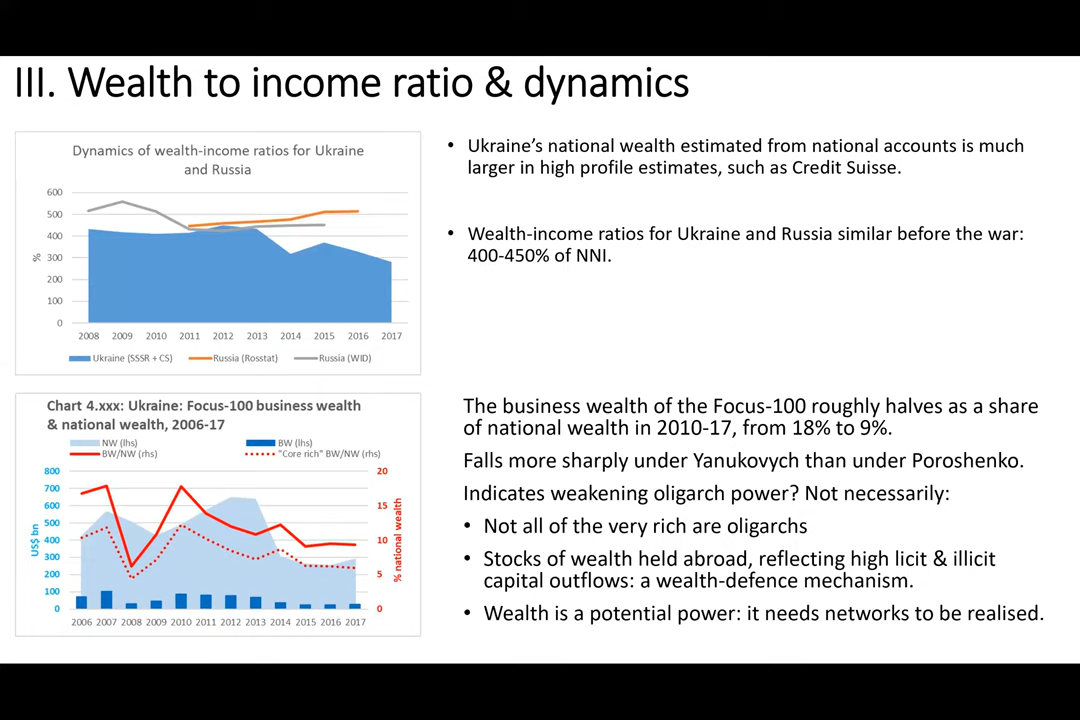 III. Wealth to income ratio & dynamics
Dynamics of wealth-income ratios for Ukraine
and Russia
600
500
400
300
200
100
0
%
2008 2009 2010 2011 2012 2013 2014 2015 2016 2017
Ukraine (SSSR + CS) Russia (Rosstat) Russia (WID)
• Ukraine’s national wealth estimated from national accounts is much
larger in high profile estimates, such as Credit Suisse.
• Wealth-income ratios for Ukraine and Russia similar before the war:
400-450% of NNI.
Chart 4.xxx: Ukraine: Focus-100 business wealth
& national wealth, 2006-17
NW (lhs) BW (lhs)
BW/NW (rhs) "Core rich" BW/NW (rhs)
800
700
600
500
400
300
200
100
0
US$ bn
20
15
10
5
0
% national wealth
2006 2007 2008 2009 2010 2011 2012 2013 2014 2015 2016 2017
The business wealth of the Focus-100 roughly halves as a share
of national wealth in 2010-17, from 18% to 9%.
Falls more sharply under Yanukovych than under Poroshenko.
Indicates weakening oligarch power? Not necessarily:
• Not all of the very rich are oligarchs
• Stocks of wealth held abroad, reflecting high licit & illicit
capital outflows: a wealth-defence mechanism.
• Wealth is a potential power: it needs networks to be realised.